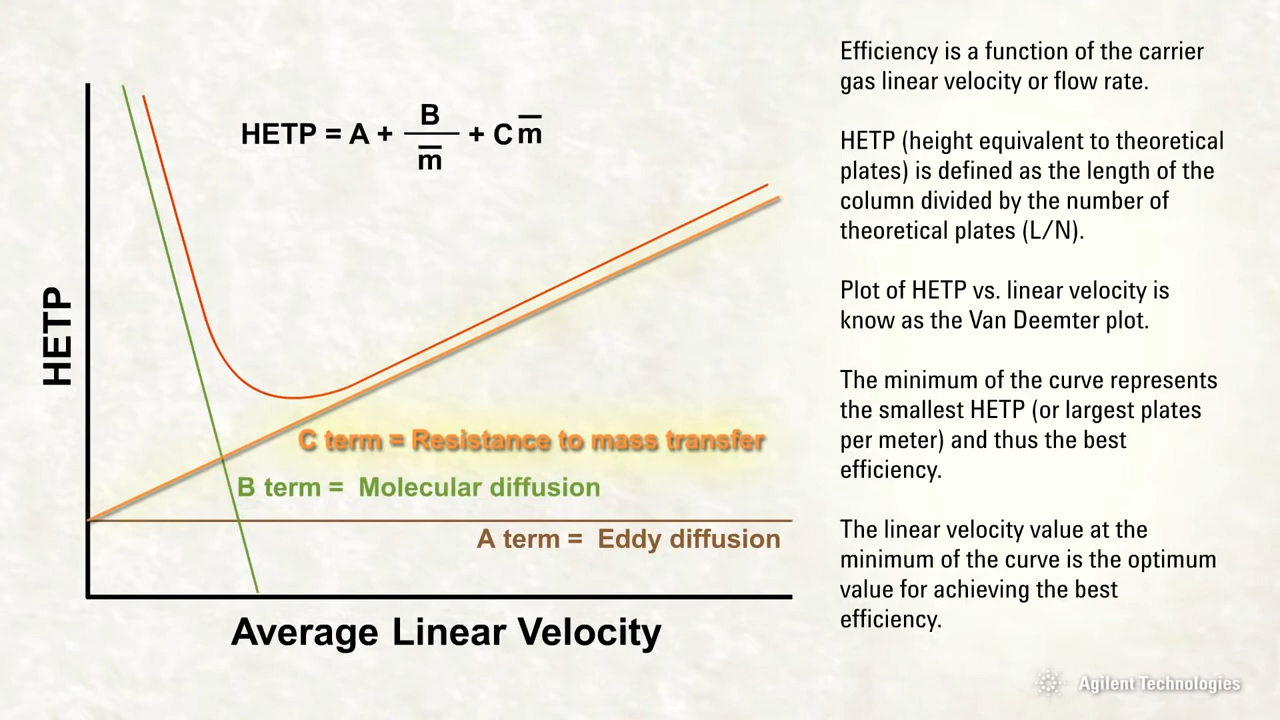 HETP = A + B/m̅ + C m̅
HETP
C term = Resistance to mass transfer
B term = Molecular diffusion
A term = Eddy diffusion
Average Linear Velocity
Efficiency is a function of the carrier
gas linear velocity or flow rate.
HETP (height equivalent to theoretical
plates) is defined as the length of the
column divided by the number of
theoretical plates (L/N).
Plot of HETP vs. linear velocity is
know as the Van Deemter plot.
The minimum of the curve represents
the smallest HETP (or largest plates
per meter) and thus the best
efficiency.
The linear velocity value at the
minimum of the curve is the optimum
value for achieving the best
efficiency.
Agilent Technologies